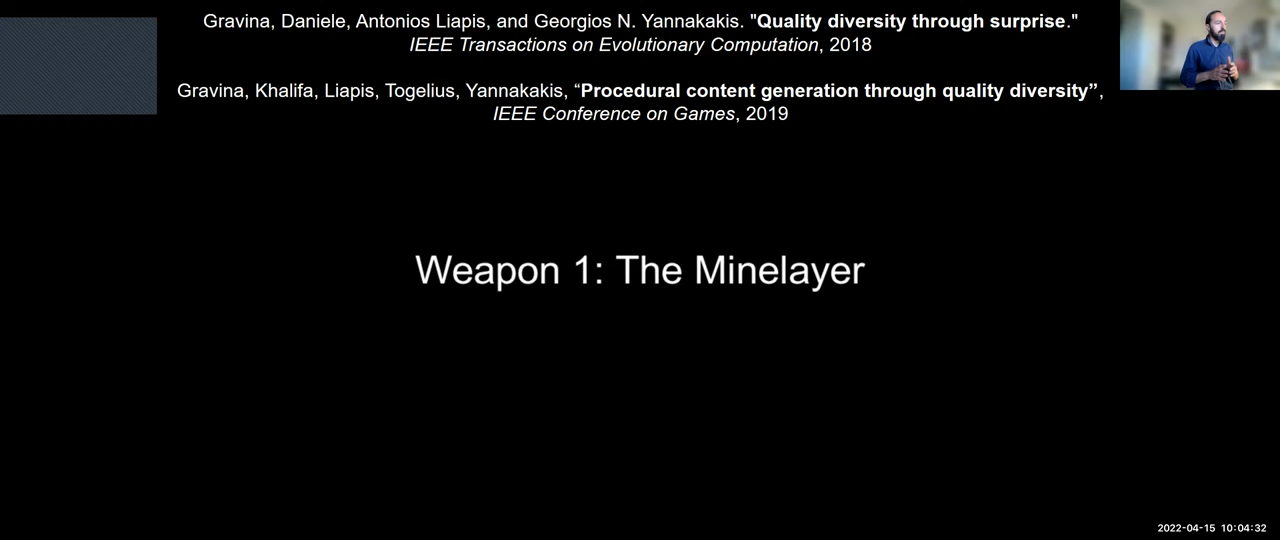 Gravina, Daniele, Antonios Liapis, and Georgios N. Yannakakis. "Quality diversity through surprise."
IEEE Transactions on Evolutionary Computation, 2018
Gravina, Khalifa, Liapis, Togelius, Yannakakis, “Procedural content generation through quality diversity”,
IEEE Conference on Games, 2019
Weapon 1: The Minelayer
2022-04-15 10:04:32